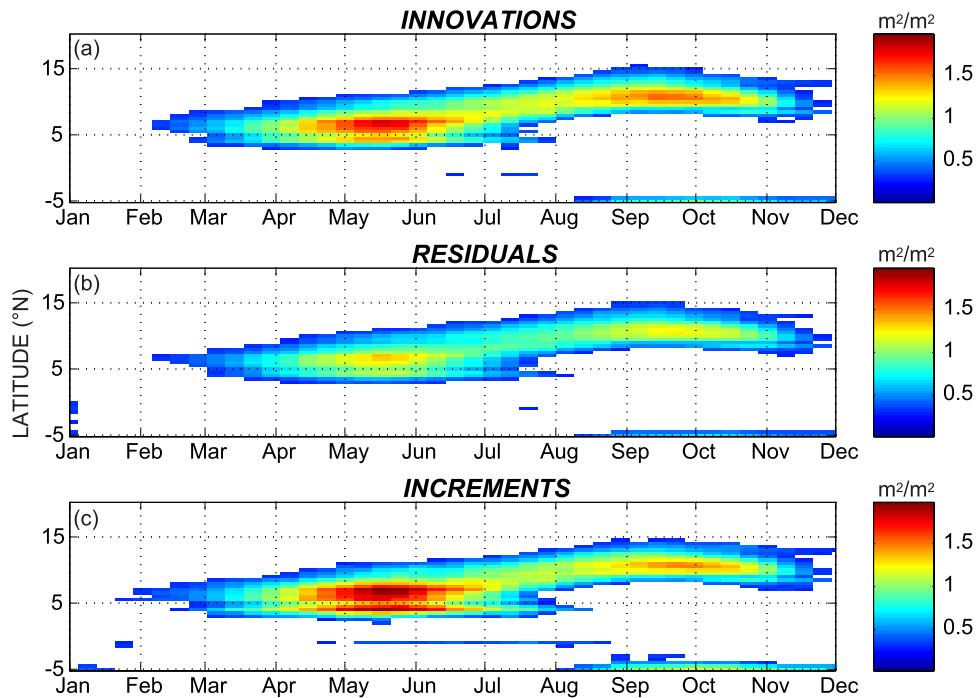 INNOVATIONS
m²/m²
(a)
15
5
-5
Jan Feb Mar Apr May Jun Jul Aug Sep Oct Nov Dec
1.5
1
0.5
RESIDUALS
m²/m²
(b)
15
5
-5
Jan Feb Mar Apr May Jun Jul Aug Sep Oct Nov Dec
1.5
1
0.5
LATITUDE (°N)
INCREMENTS
m²/m²
(c)
15
5
-5
Jan Feb Mar Apr May Jun Jul Aug Sep Oct Nov Dec
1.5
1
0.5